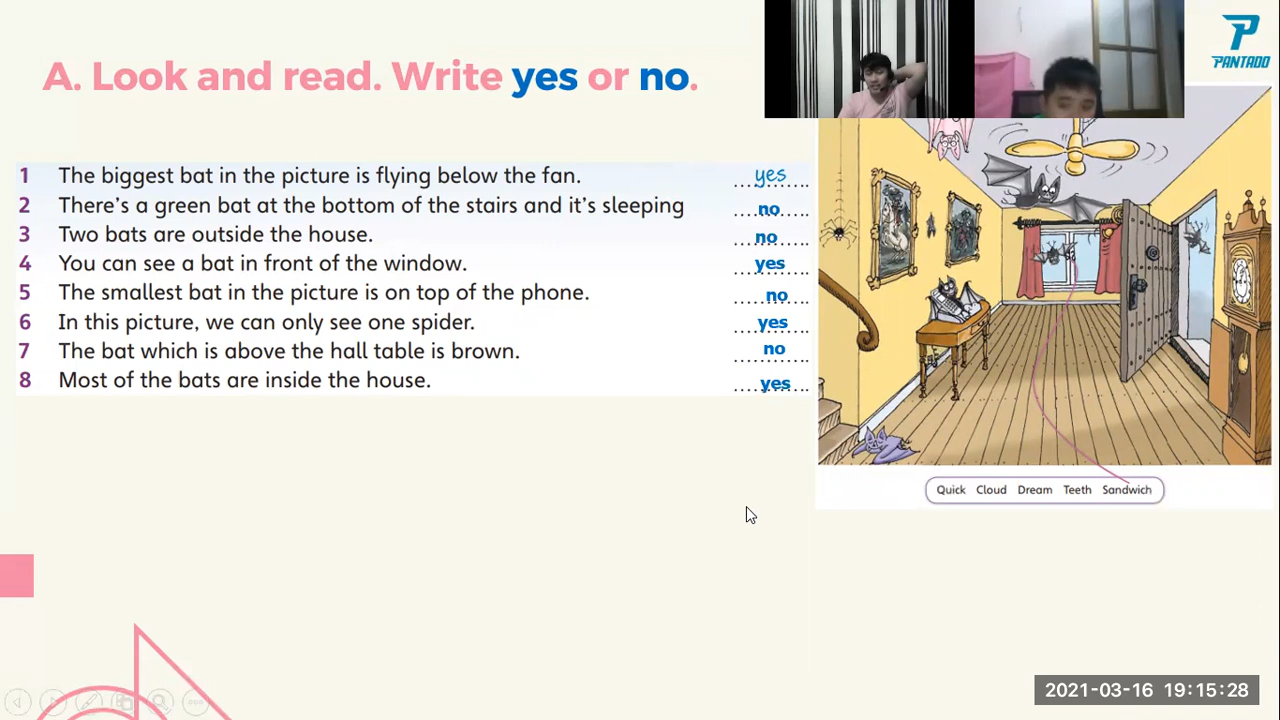 PANTADO
A. Look and read. Write yes or no.
1 The biggest bat in the picture is flying below the fan. yes
2 There's a green bat at the bottom of the stairs and it's sleeping no
3 Two bats are outside the house. no
4 You can see a bat in front of the window. yes
5 The smallest bat in the picture is on top of the phone. no
6 In this picture, we can only see one spider. yes
7 The bat which is above the hall table is brown. no
8 Most of the bats are inside the house. yes
Quick Cloud Dream Teeth Sandwich
2021-03-16 19:15:28